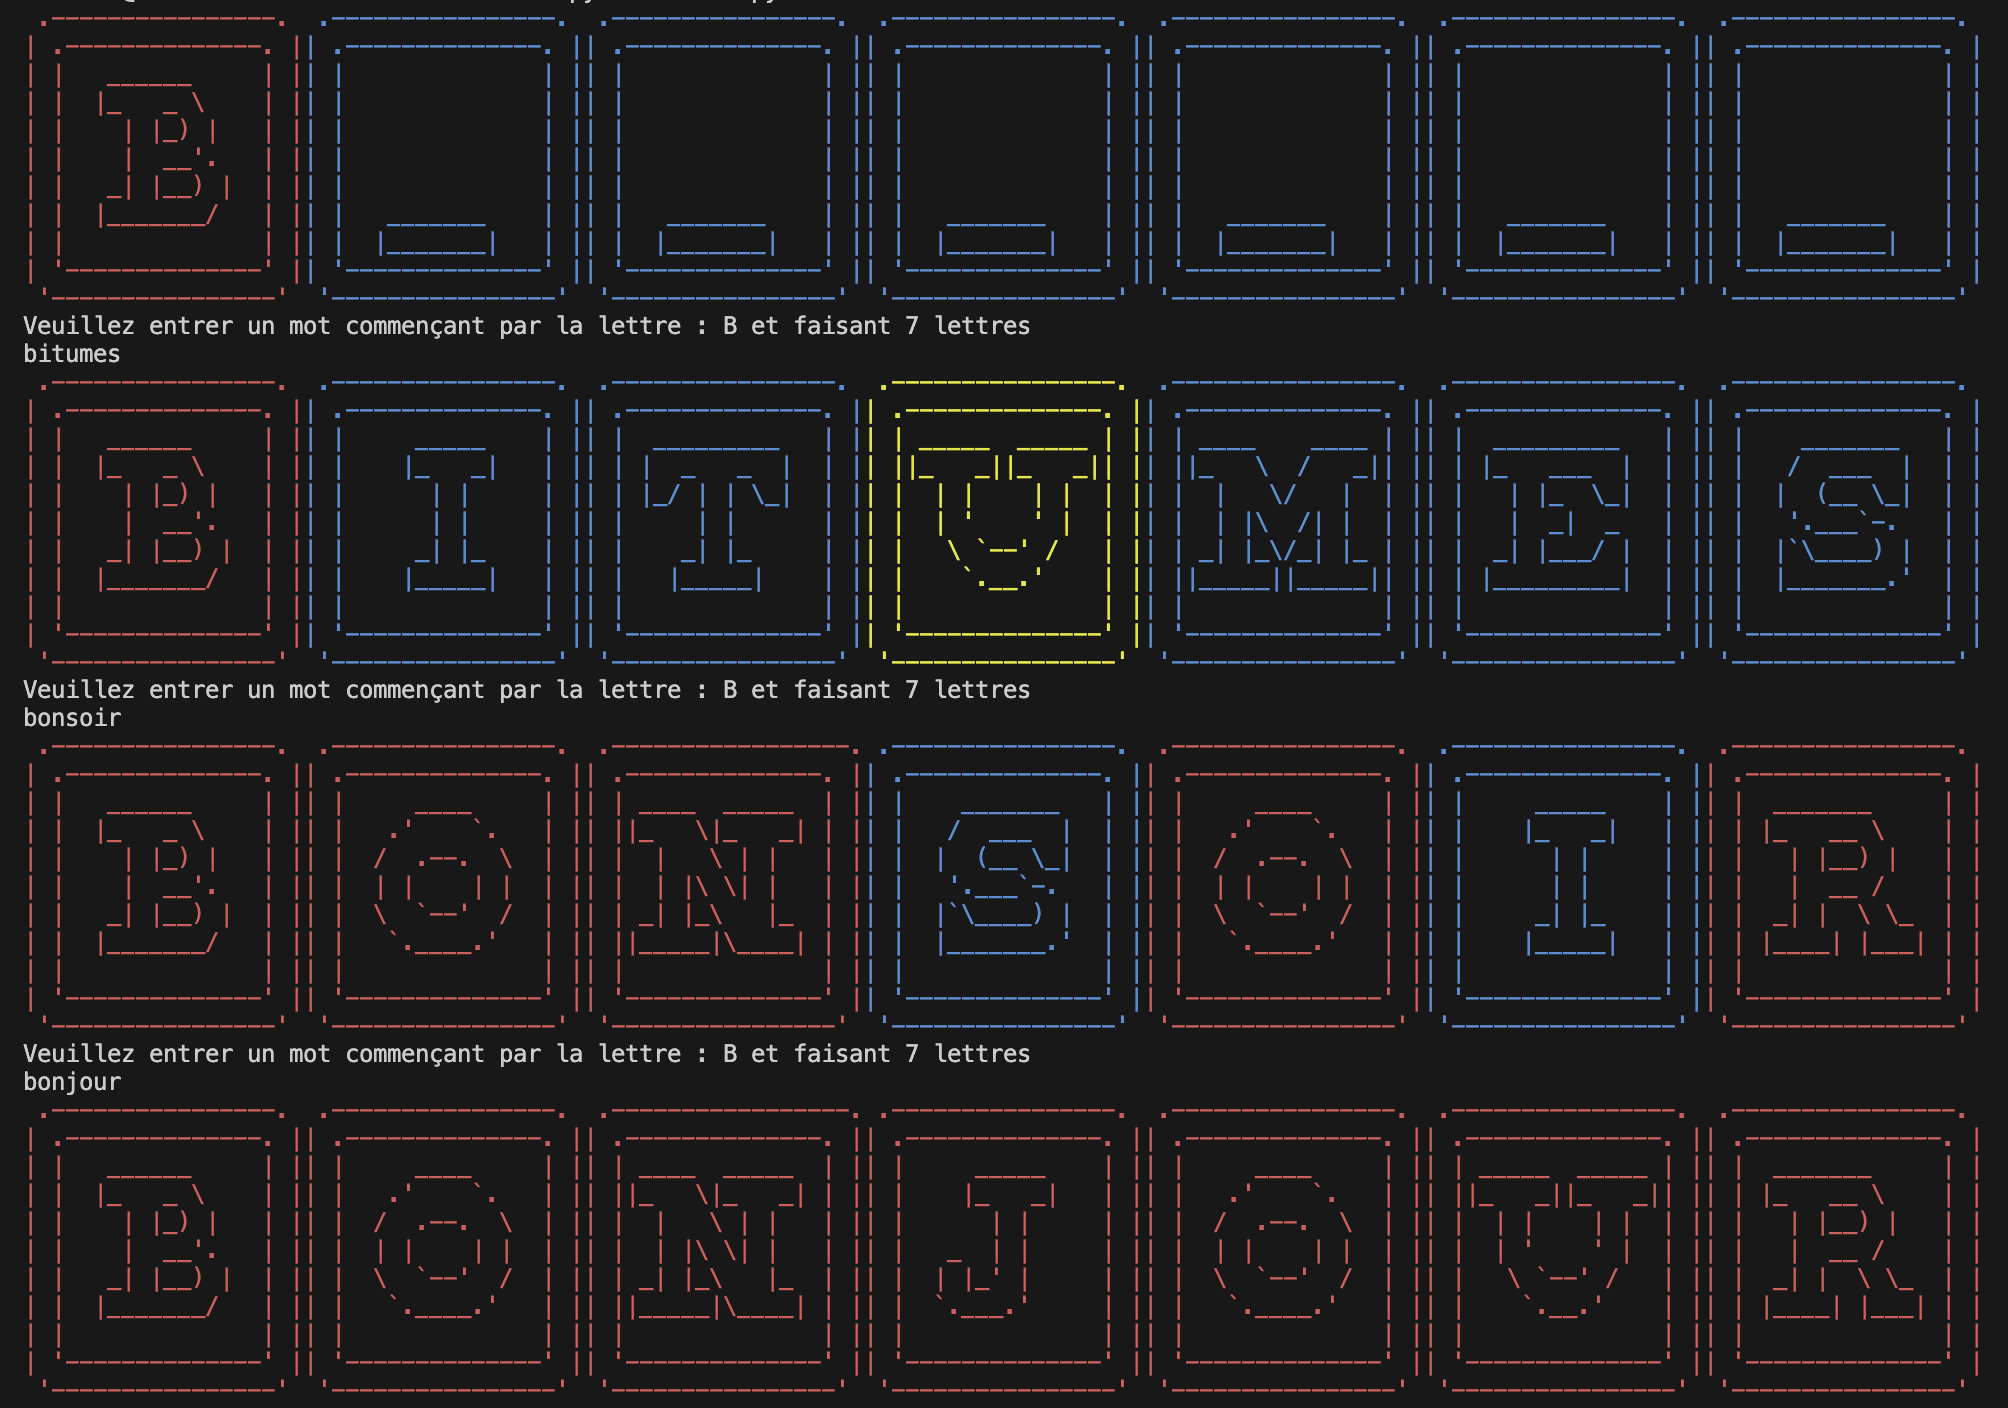 B _ _ _ _ _ _
Veuillez entrer un mot commençant par la lettre : B et faisant 7 lettres
bitumes
B I T U M E S
Veuillez entrer un mot commençant par la lettre : B et faisant 7 lettres
bonsoir
B O N S O I R
Veuillez entrer un mot commençant par la lettre : B et faisant 7 lettres
bonjour
B O N J O U R